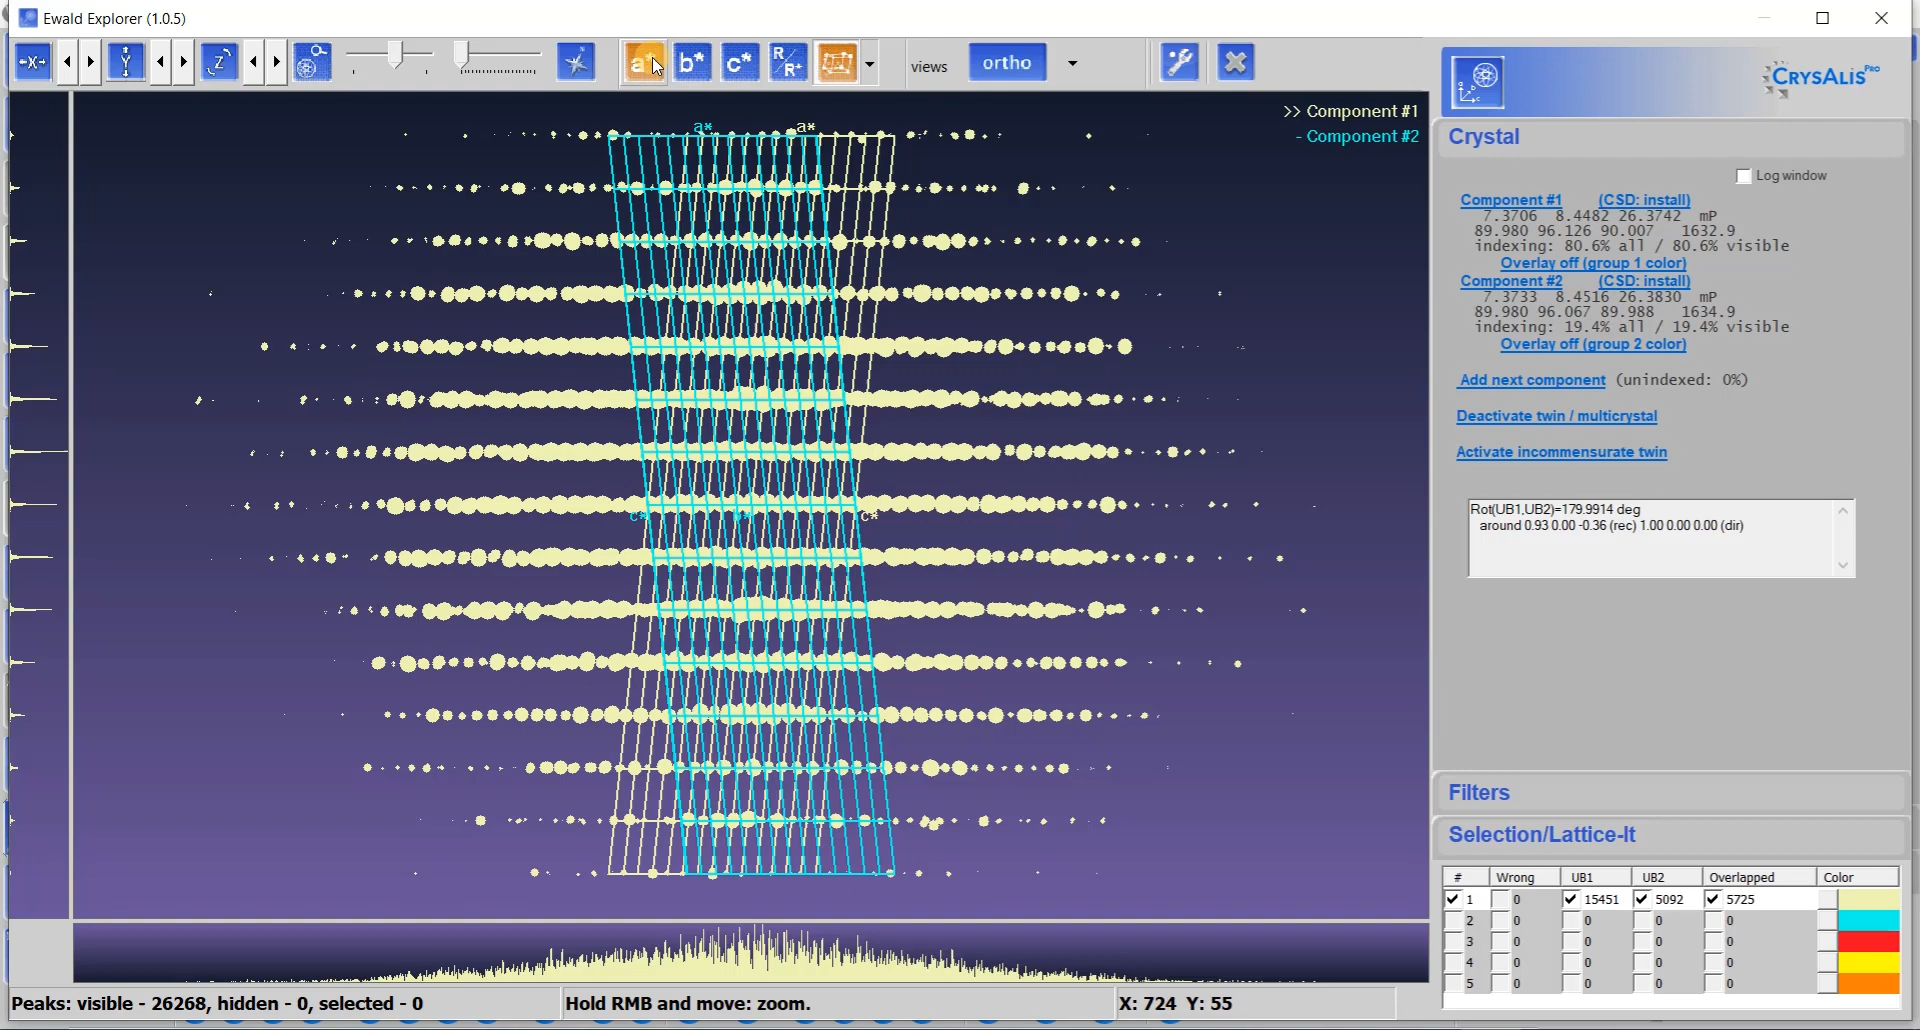 Ewald Explorer (1.0.5)
X Y Z a* b* c* R/R* views ortho
CRYSALIS PRO
>> Component #1
- Component #2
a* a*
c* b* c*
Crystal
Log window
Component #1 (CSD: install)
7.3706 8.4482 26.3742 mP
89.980 96.126 90.007 1632.9
indexing: 80.6% all / 80.6% visible
Overlay off (group 1 color)
Component #2 (CSD: install)
7.3733 8.4516 26.3830 mP
89.980 96.067 89.988 1634.9
indexing: 19.4% all / 19.4% visible
Overlay off (group 2 color)
Add next component (unindexed: 0%)
Deactivate twin / multicrystal
Activate incommensurate twin
Rot(UB1,UB2)=179.9914 deg
around 0.93 0.00 -0.36 (rec) 1.00 0.00 0.00 (dir)
Filters
Selection/Lattice-It
# Wrong UB1 UB2 Overlapped Color
1 0 15451 5092 5725
2 0 0 0 0
3 0 0 0 0
4 0 0 0 0
5 0 0 0 0
Peaks: visible - 26268, hidden - 0, selected - 0
Hold RMB and move: zoom.
X: 724 Y: 55